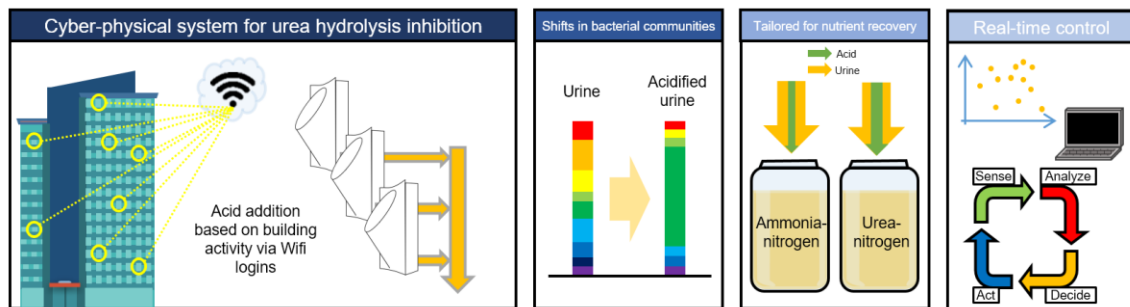 Cyber-physical system for urea hydrolysis inhibition
Acid addition
based on building
activity via Wifi
logins
Shifts in bacterial communities
Urine
Acidified
urine
Tailored for nutrient recovery
Acid
Urine
Ammonia-
nitrogen
Urea-
nitrogen
Real-time control
Sense
Analyze
Act
Decide